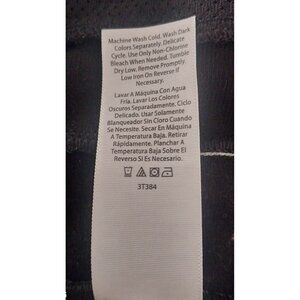 Machine Wash Cold. Wash Dark
Colors Separately. Delicate
Cycle. Use Only Non-Chlorine
Bleach When Needed. Tumble
Dry Low. Remove Promptly.
Low Iron On Reverse If
Necessary.
Lavar A Máquina Con Agua
Fría. Lavar Los Colores
Oscuros Separadamente. Ciclo
Delicado. Usar Solamente
Blanqueador Sin Cloro Cuando
Se Necesite. Secar En Máquina
A Temperatura Baja. Retirar
Rápidamente. Planchar A
Temperatura Baja Sobre El
Reverso Si Es Necesario.
3T384